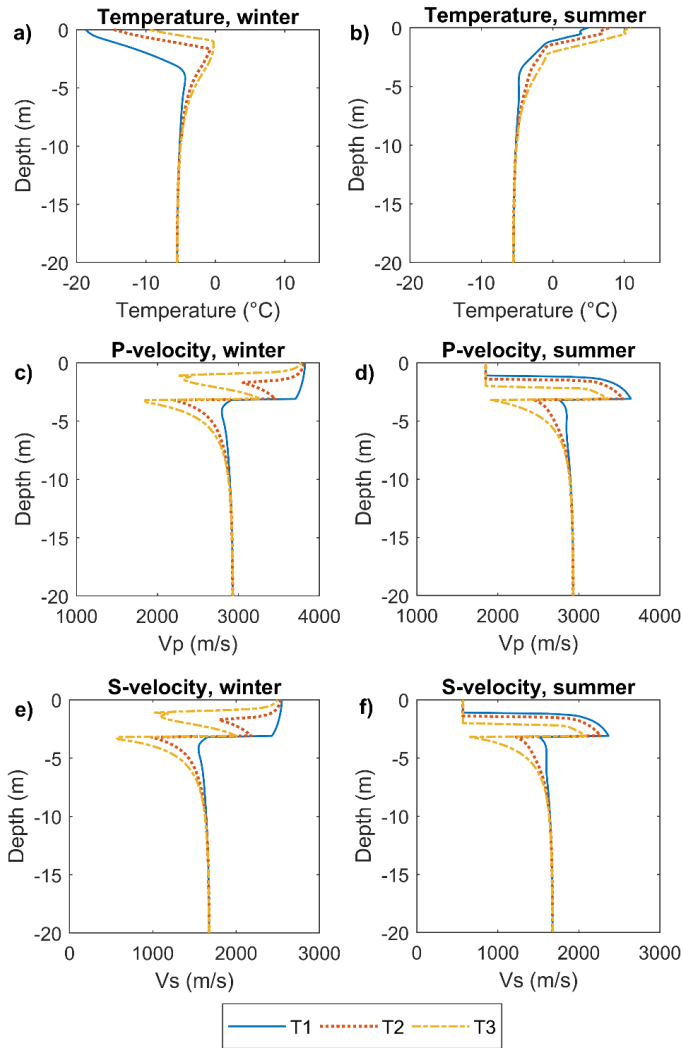 Temperature, winter
a)
0
-5
-10
-15
-20
Depth (m)
-20 -10 0 10
Temperature (°C)
Temperature, summer
b)
0
-5
-10
-15
-20
Depth (m)
-20 -10 0 10
Temperature (°C)
P-velocity, winter
c)
0
-5
-10
-15
-20
Depth (m)
1000 2000 3000 4000
Vp (m/s)
P-velocity, summer
d)
0
-5
-10
-15
-20
Depth (m)
1000 2000 3000 4000
Vp (m/s)
S-velocity, winter
e)
0
-5
-10
-15
-20
Depth (m)
0 1000 2000 3000
Vs (m/s)
S-velocity, summer
f)
0
-5
-10
-15
-20
Depth (m)
0 1000 2000 3000
Vs (m/s)
T1 T2 T3